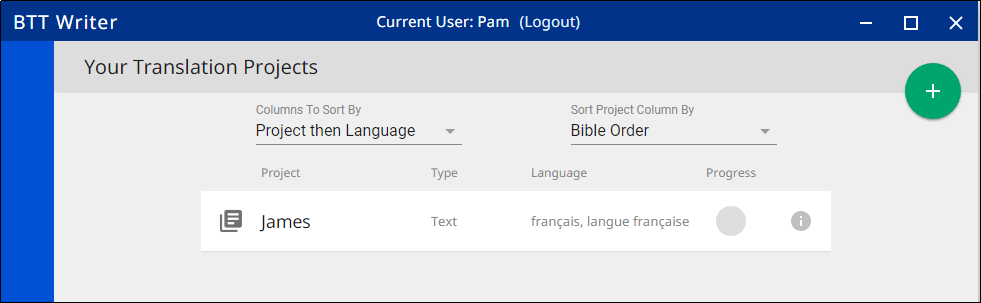 BTT Writer Current User: Pam (Logout)
Your Translation Projects
Columns To Sort By Sort Project Column By
Project then Language Bible Order
Project Type Language Progress
James Text français, langue française